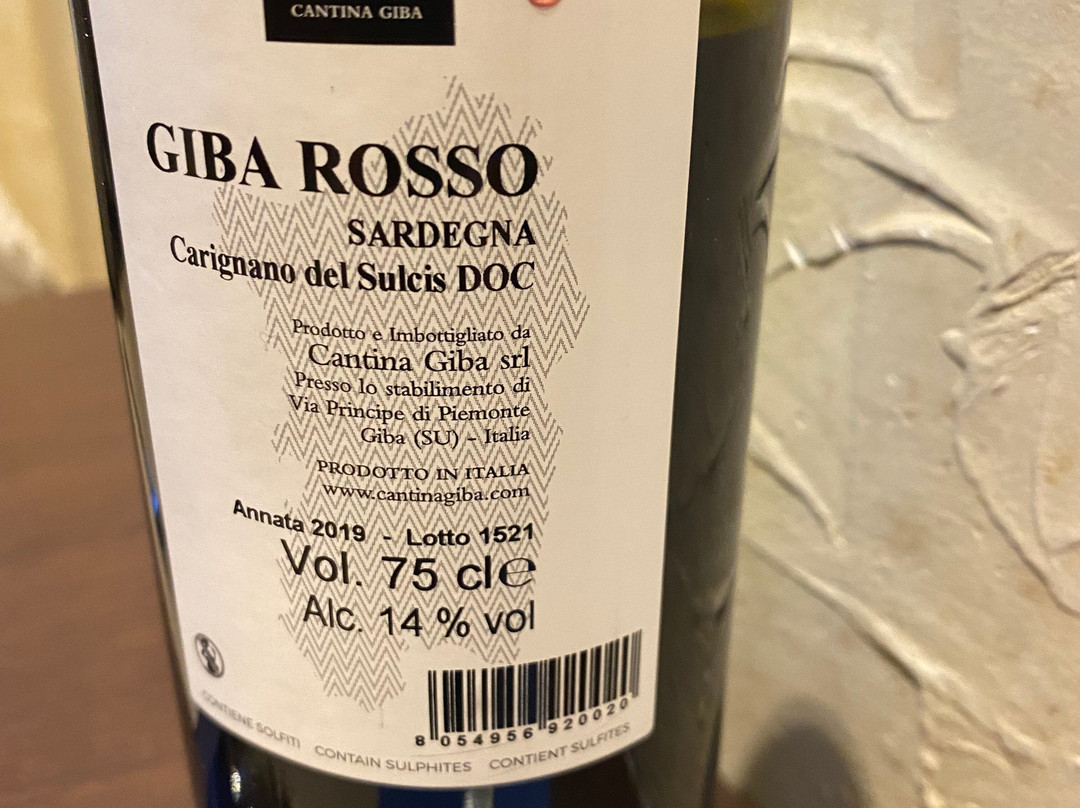 CANTINA GIBA
GIBA ROSSO
SARDEGNA
Carignano del Sulcis DOC
Prodotto e Imbottigliato da
Cantina Giba srl
Presso lo stabilimento di
Via Principe di Piemonte
Giba (SU) - Italia
PRODOTTO IN ITALIA
www.cantinagiba.com
Annata 2019 - Lotto 1521
Vol. 75 cl e
Alc. 14 % vol
8 054956 920020
CONTIENE SOLFITI CONTAIN SULPHITES CONTIENT SULFITES